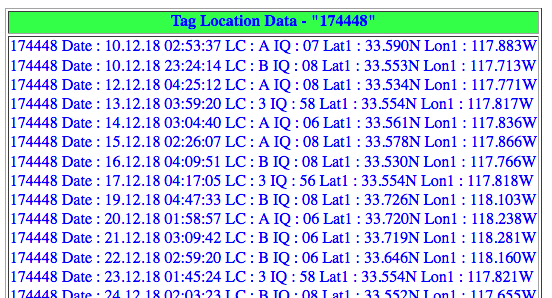 Tag Location Data - "174448"
174448 Date : 10.12.18 02:53:37 LC : A IQ : 07 Lat1 : 33.590N Lon1 : 117.883W
174448 Date : 10.12.18 23:24:14 LC : B IQ : 08 Lat1 : 33.553N Lon1 : 117.713W
174448 Date : 12.12.18 04:25:12 LC : A IQ : 08 Lat1 : 33.534N Lon1 : 117.771W
174448 Date : 13.12.18 03:59:20 LC : 3 IQ : 58 Lat1 : 33.554N Lon1 : 117.817W
174448 Date : 14.12.18 03:04:40 LC : A IQ : 06 Lat1 : 33.561N Lon1 : 117.836W
174448 Date : 15.12.18 02:26:07 LC : A IQ : 08 Lat1 : 33.578N Lon1 : 117.866W
174448 Date : 16.12.18 04:09:51 LC : B IQ : 08 Lat1 : 33.530N Lon1 : 117.766W
174448 Date : 17.12.18 04:17:05 LC : 3 IQ : 56 Lat1 : 33.554N Lon1 : 117.818W
174448 Date : 19.12.18 04:47:33 LC : B IQ : 08 Lat1 : 33.726N Lon1 : 118.103W
174448 Date : 20.12.18 01:58:57 LC : A IQ : 06 Lat1 : 33.720N Lon1 : 118.238W
174448 Date : 21.12.18 03:09:42 LC : B IQ : 06 Lat1 : 33.719N Lon1 : 118.281W
174448 Date : 22.12.18 02:59:20 LC : B IQ : 06 Lat1 : 33.646N Lon1 : 118.160W
174448 Date : 23.12.18 01:45:24 LC : 3 IQ : 58 Lat1 : 33.554N Lon1 : 117.821W
174448 Date : 24.12.18 02:03:23 LC : B IQ : 08 Lat1 : 33.552N Lon1 : 117.655W